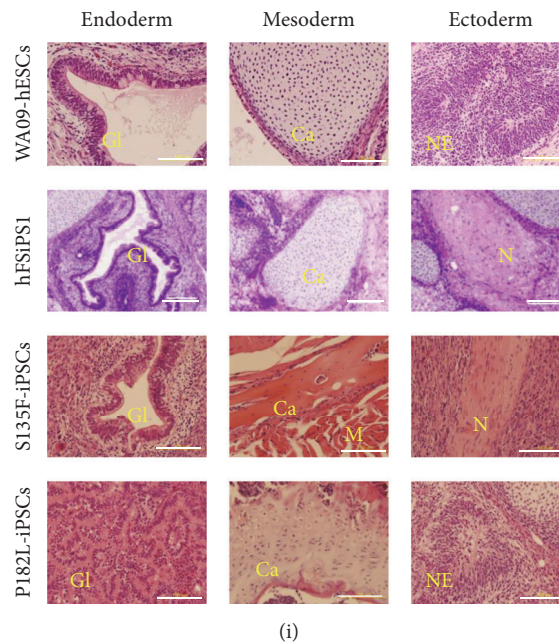 Endoderm Mesoderm Ectoderm
WA09-hESCs
Gl Ca NE
hFSiPS1
Gl Ca N
S135F-iPSCs
Gl Ca M N
P182L-iPSCs
Gl Ca NE
(i)